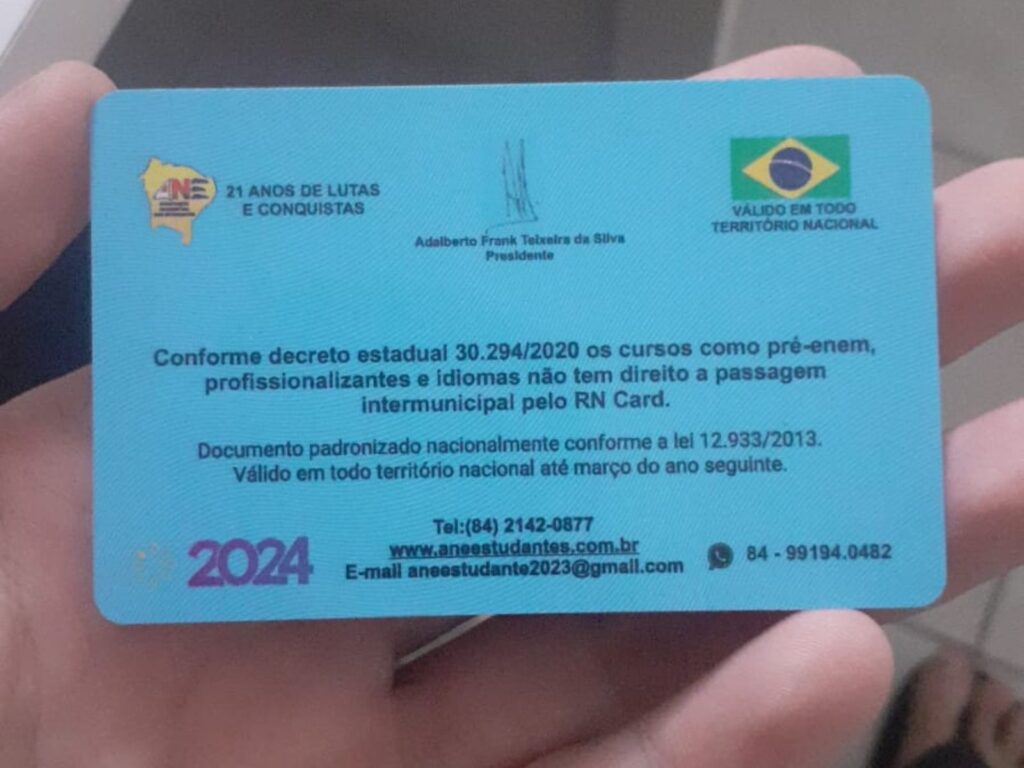 ANE
21 ANOS DE LUTAS
E CONQUISTAS
Adalberto Frank Teixeira da Silva
Presidente
VÁLIDO EM TODO
TERRITÓRIO NACIONAL
Conforme decreto estadual 30.294/2020 os cursos como pré-enem,
profissionalizantes e idiomas não tem direito a passagem
intermunicipal pelo RN Card.
Documento padronizado nacionalmente conforme a lei 12.933/2013.
Válido em todo território nacional até março do ano seguinte.
2024
Tel:(84) 2142-0877
www.aneestudantes.com.br
E-mail aneestudante2023@gmail.com
84 - 99194.0482